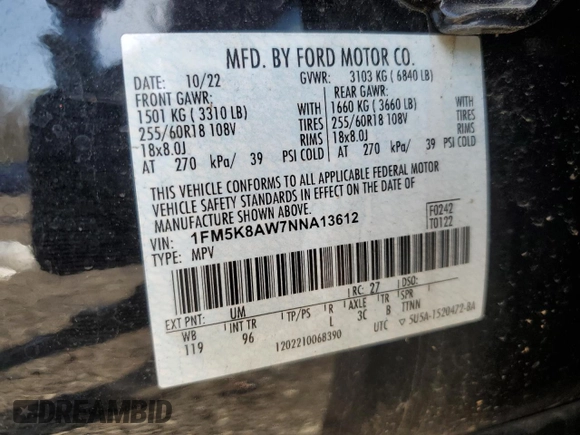 MFD. BY FORD MOTOR CO.
DATE: 10/22 GVWR: 3103 KG ( 6840 LB)
FRONT GAWR: REAR GAWR:
1501 KG ( 3310 LB) 1660 KG ( 3660 LB)
255/60R18 108V TIRES 255/60R18 108V TIRES
18x8.0J RIMS 18x8.0J RIMS
AT 270 kPa/ 39 PSI COLD AT 270 kPa/ 39 PSI COLD
THIS VEHICLE CONFORMS TO ALL APPLICABLE FEDERAL MOTOR
VEHICLE SAFETY AND THEFT PREVENTION STANDARDS IN EFFECT ON THE DATE OF
MANUFACTURE SHOWN ABOVE.
VIN: 1FM5K8AW7NNA13612 F0242
TYPE: MPV T0122
EXT PNT: UM RC: 27 DSO:
WB INT TR TP/PS R AXLE TR SPR
119 96 L 3C B TTNN
1202210068390 UTC ▽ SU5A-1520472-BA
DREAMBID